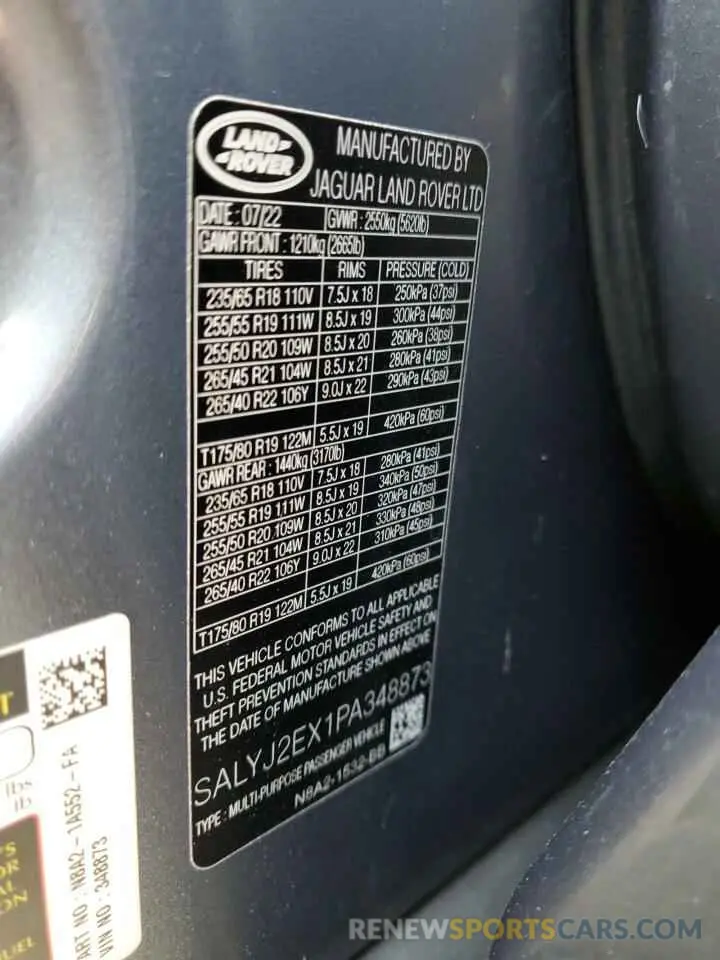 LAND-
-ROVER
MANUFACTURED BY
JAGUAR LAND ROVER LTD
DATE : 07/22 GVWR : 2550kg (5620lb)
GAWR FRONT : 1210kg (2665lb)
TIRES RIMS PRESSURE (COLD)
235/65 R18 110V 7.5J x 18 250kPa (37psi)
255/55 R19 111W 8.5J x 19 300kPa (44psi)
255/50 R20 109W 8.5J x 20 260kPa (38psi)
265/45 R21 104W 8.5J x 21 280kPa (41psi)
265/40 R22 106Y 9.0J x 22 290kPa (43psi)
T175/80 R19 122M 5.5J x 19 420kPa (60psi)
GAWR REAR : 1440kg (3170lb)
235/65 R18 110V 7.5J x 18 280kPa (41psi)
255/55 R19 111W 8.5J x 19 340kPa (50psi)
255/50 R20 109W 8.5J x 20 320kPa (47psi)
265/45 R21 104W 8.5J x 21 330kPa (48psi)
265/40 R22 106Y 9.0J x 22 310kPa (45psi)
T175/80 R19 122M 5.5J x 19 420kPa (60psi)
THIS VEHICLE CONFORMS TO ALL APPLICABLE
U.S. FEDERAL MOTOR VEHICLE SAFETY AND
THEFT PREVENTION STANDARDS IN EFFECT ON
THE DATE OF MANUFACTURE SHOWN ABOVE
SALYJ2EX1PA348873
TYPE : MULTI-PURPOSE PASSENGER VEHICLE
N8A2-1532-BB
T
lbs
lb
ART NO : N8A2-1A552-FA
VIN NO : 348873
UEL
RENEWSPORTSCARS.COM